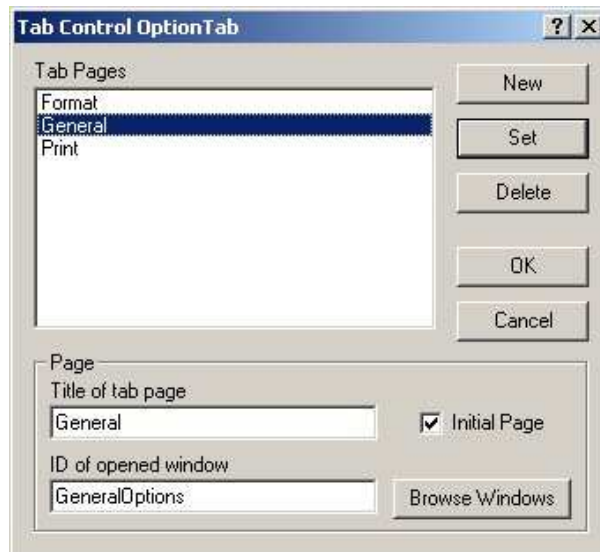 Tab Control OptionTab
Tab Pages
Format
General
Print
New
Set
Delete
OK
Cancel
Page
Title of tab page
General
Initial Page
ID of opened window
GeneralOptions
Browse Windows